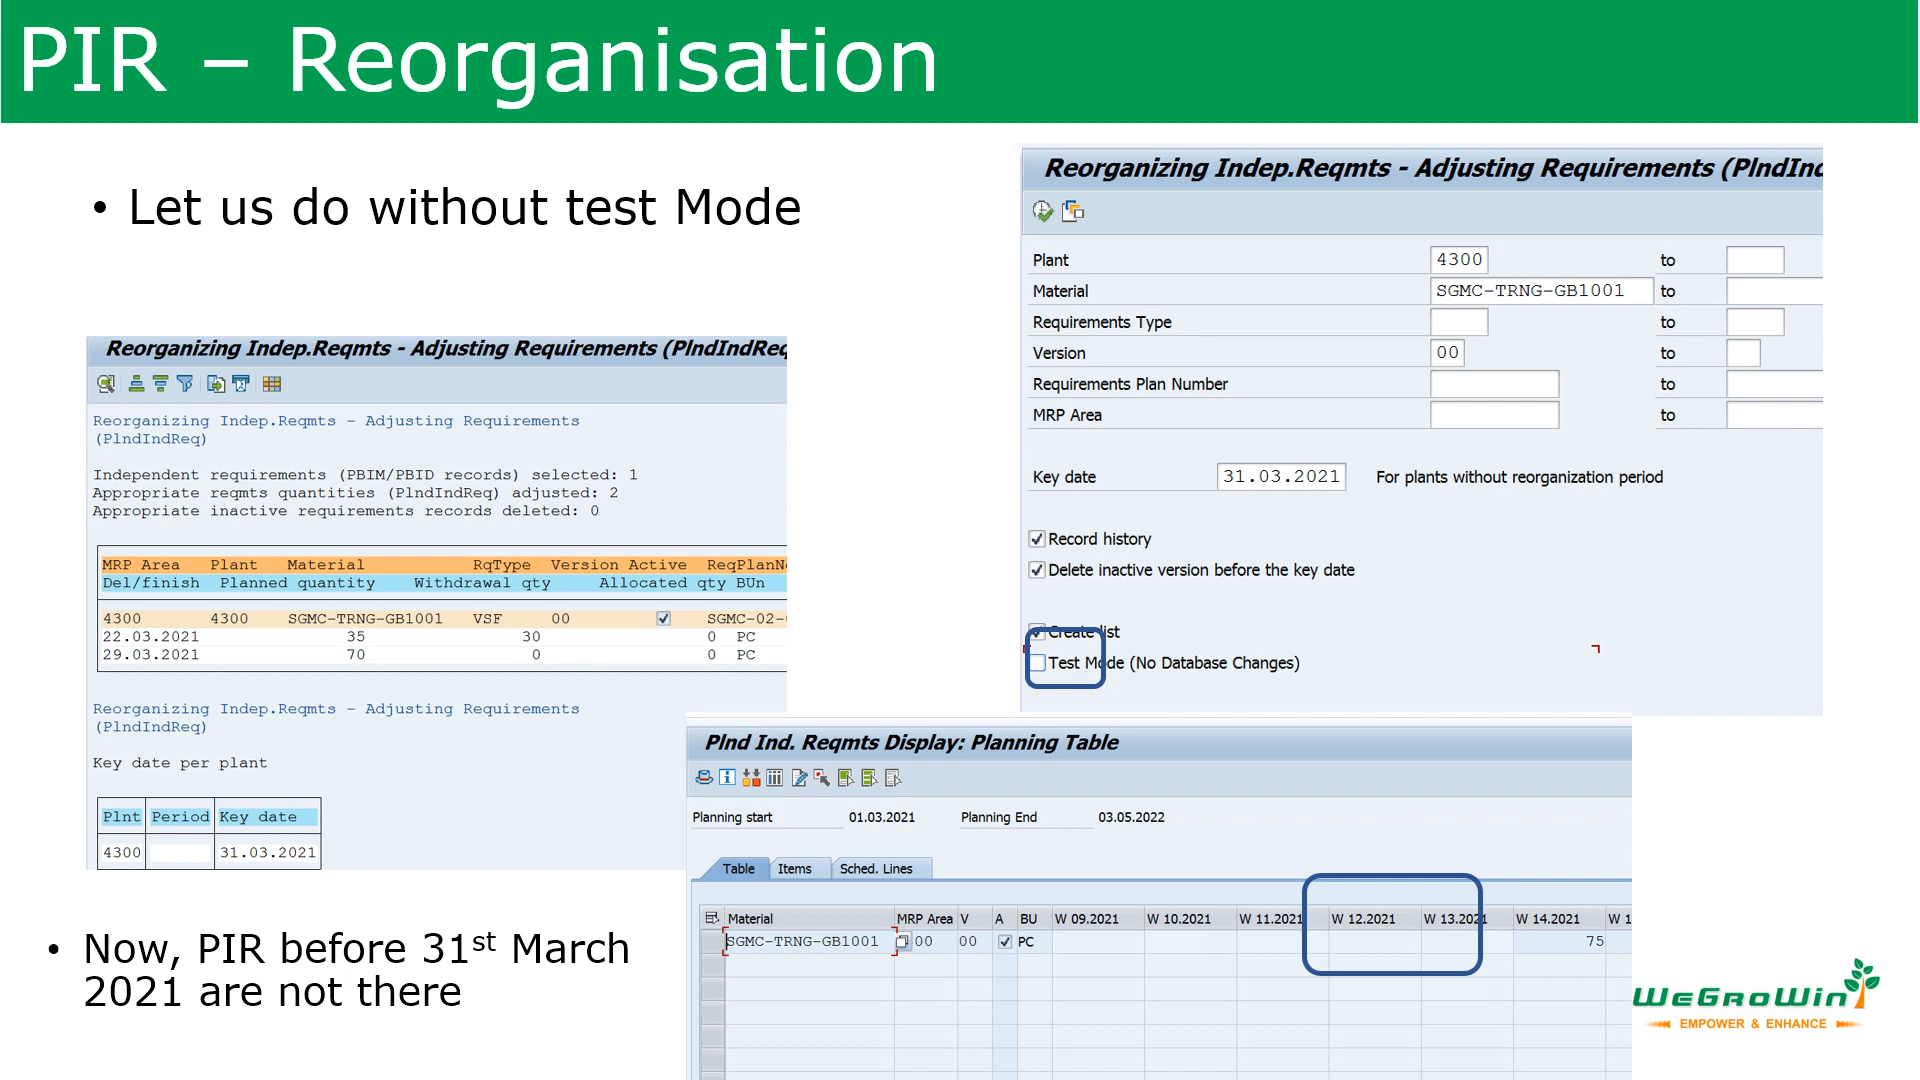 PIR – Reorganisation
• Let us do without test Mode
Reorganizing Indep.Reqmts - Adjusting Requirements (PlndInd
Plant 4300 to
Material SGMC-TRNG-GB1001 to
Requirements Type to
Version 00 to
Requirements Plan Number to
MRP Area to
Key date 31.03.2021 For plants without reorganization period
Record history
Delete inactive version before the key date
Create list
Test Mode (No Database Changes)
Reorganizing Indep.Reqmts - Adjusting Requirements (PlndIndReq
Reorganizing Indep.Reqmts - Adjusting Requirements
(PlndIndReq)
Independent requirements (PBIM/PBID records) selected: 1
Appropriate reqmts quantities (PlndIndReq) adjusted: 2
Appropriate inactive requirements records deleted: 0
MRP Area Plant Material RqType Version Active ReqPlanN
Del/finish Planned quantity Withdrawal qty Allocated qty BUn
4300 4300 SGMC-TRNG-GB1001 VSF 00 SGMC-02-
22.03.2021 35 30 0 PC
29.03.2021 70 0 0 PC
Reorganizing Indep.Reqmts - Adjusting Requirements
(PlndIndReq)
Key date per plant
Plnt Period Key date
4300 31.03.2021
Plnd Ind. Reqmts Display: Planning Table
Planning start 01.03.2021 Planning End 03.05.2022
Table Items Sched. Lines
Material MRP Area V A BU W 09.2021 W 10.2021 W 11.2021 W 12.2021 W 13.2021 W 14.2021 W 1
SGMC-TRNG-GB1001 00 00 PC 75
• Now, PIR before 31st March
2021 are not there
WeGroWin
EMPOWER & ENHANCE